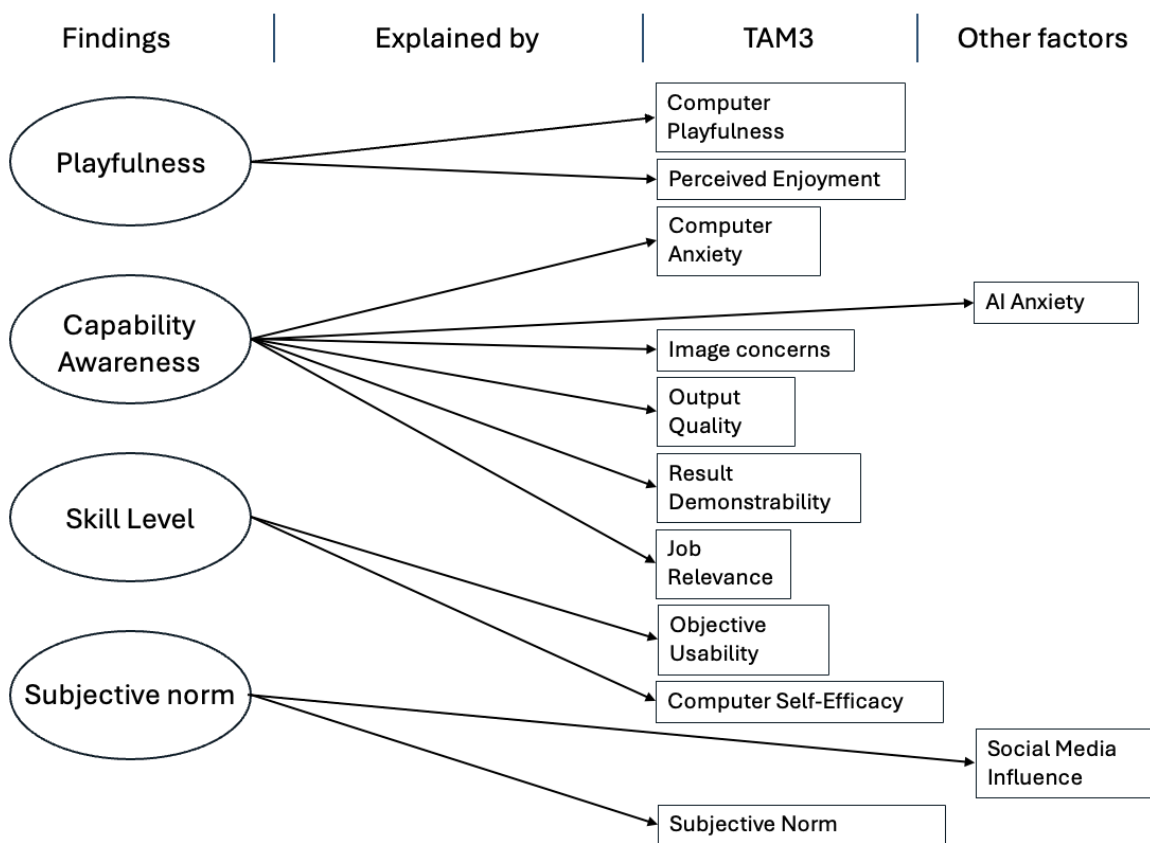 Findings
Explained by
TAM3
Other factors
Playfulness
Computer
Playfulness
Perceived Enjoyment
Computer
Anxiety
Capability
Awareness
AI Anxiety
Image concerns
Output
Quality
Result
Demonstrability
Job
Relevance
Skill Level
Objective
Usability
Computer Self-Efficacy
Subjective norm
Social Media
Influence
Subjective Norm